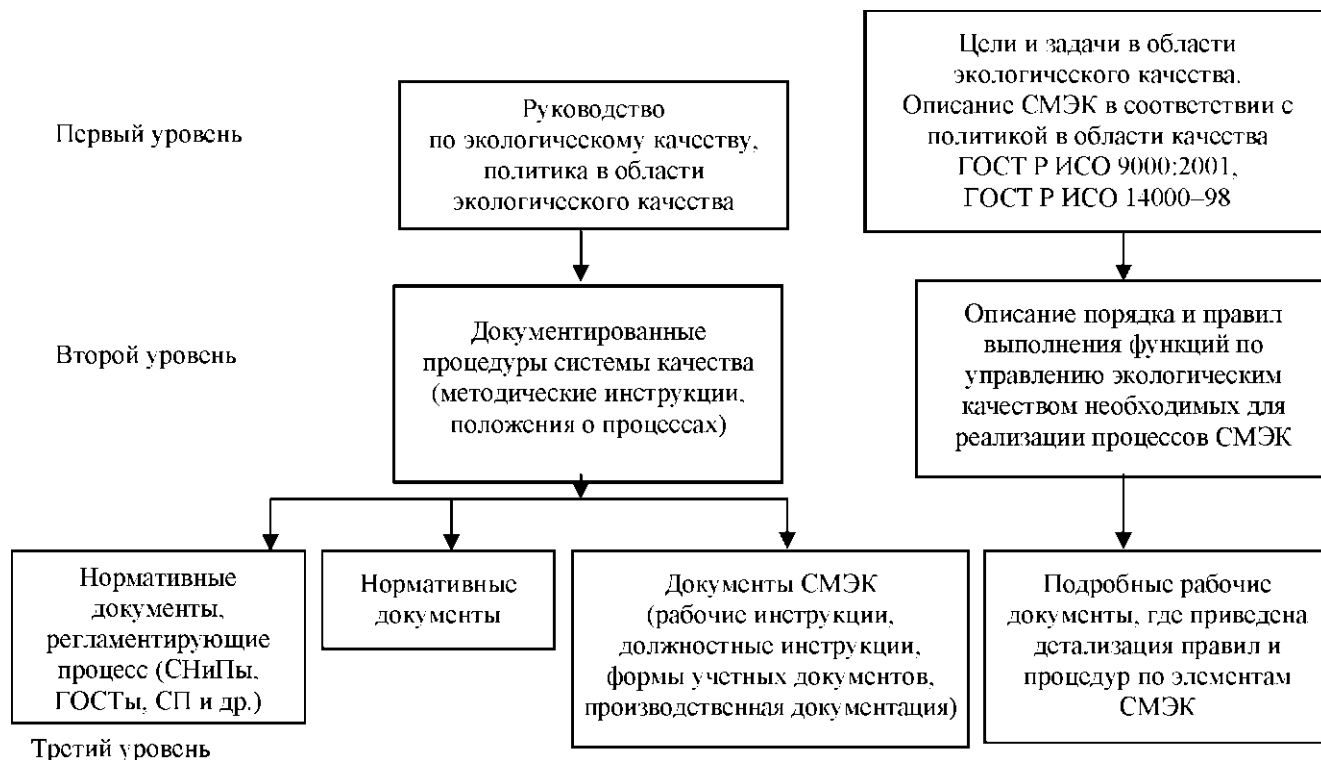 Первый уровень
Руководство
по экологическому качеству,
политика в области
экологического качества
Цели и задачи в области
экологического качества.
Описание СМЭК в соответствии с
политикой в области качества
ГОСТ Р ИСО 9000:2001,
ГОСТ Р ИСО 14000–98
Второй уровень
Документированные
процедуры системы качества
(методические инструкции,
положения о процессах)
Описание порядка и правил
выполнения функций по
управлению экологическим
качеством необходимых для
реализации процессов СМЭК
Нормативные
документы,
регламентирующие
процесс (СНиПы,
ГОСТы, СП и др.)
Нормативные
документы
Документы СМЭК
(рабочие инструкции,
должностные инструкции,
формы учетных документов,
производственная документация)
Подробные рабочие
документы, где приведена
детализация правил и
процедур по элементам
СМЭК
Третий уровень